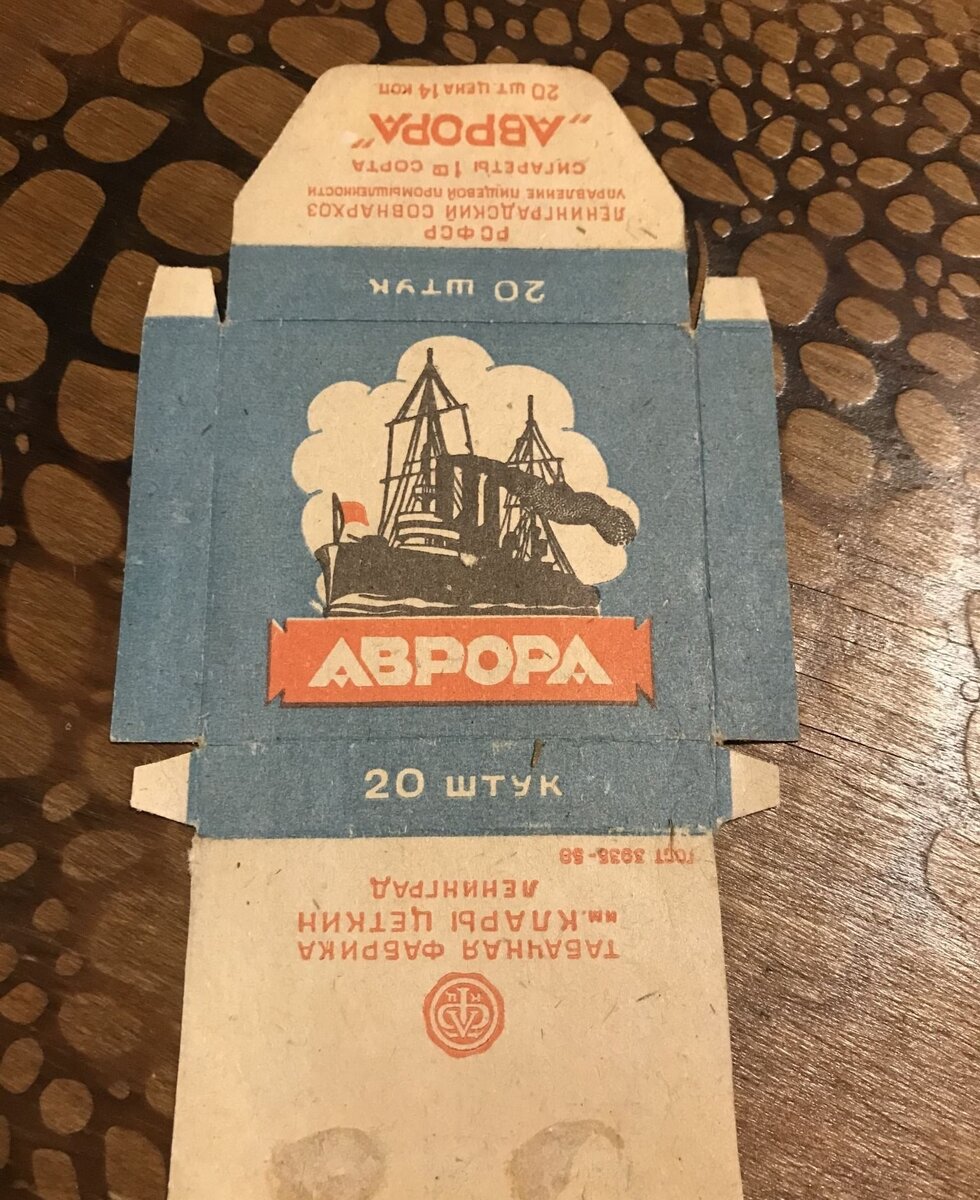 РСФСР
ЛЕНИНГРАДСКИЙ СОВНАРХОЗ
УПРАВЛЕНИЕ ПИЩЕВОЙ ПРОМЫШЛЕННОСТИ
СИГАРЕТЫ 1го СОРТА
"АВРОРА"
20 ШТ. ЦЕНА 14 КОП.
20 ШТУК
АВРОРА
20 ШТУК
ТАБАЧНАЯ ФАБРИКА
им. КЛАРЫ ЦЕТКИН
ЛЕНИНГРАД
ГОСТ 3935-58